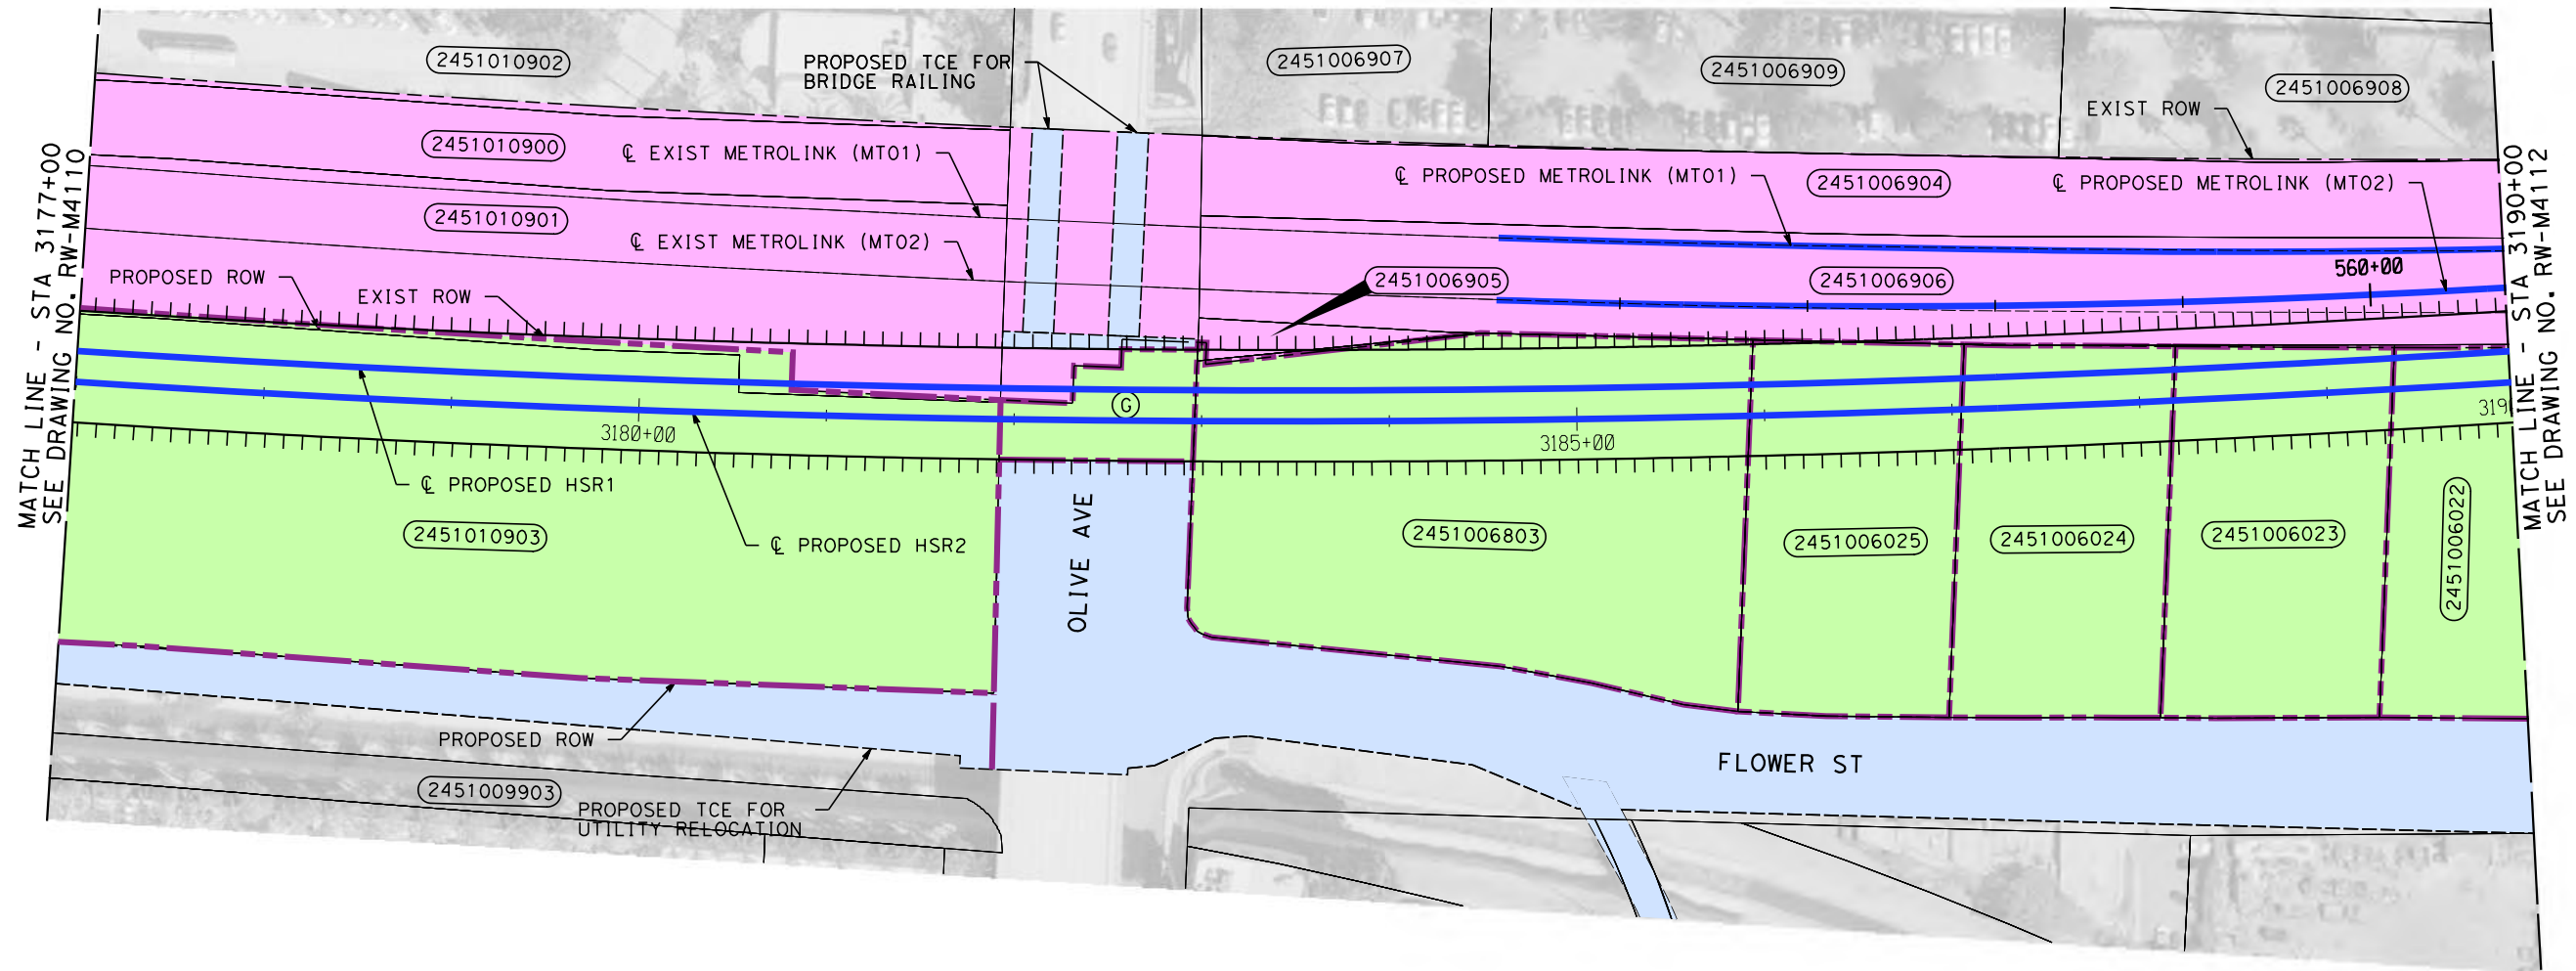 2451010902
PROPOSED TCE FOR
BRIDGE RAILING
2451006907
2451006909
2451006908
EXIST ROW
2451010900
℄ EXIST METROLINK (MT01)
℄ PROPOSED METROLINK (MT01)
2451006904
℄ PROPOSED METROLINK (MT02)
2451010901
℄ EXIST METROLINK (MT02)
PROPOSED ROW
EXIST ROW
2451006905
2451006906
560+00
MATCH LINE - STA 3177+00
SEE DRAWING NO. RW-M4110
MATCH LINE - STA 3190+00
SEE DRAWING NO. RW-M4112
G
3180+00
3185+00
319
℄ PROPOSED HSR1
2451010903
℄ PROPOSED HSR2
OLIVE AVE
2451006803
2451006025
2451006024
2451006023
2451006022
PROPOSED ROW
FLOWER ST
2451009903
PROPOSED TCE FOR
UTILITY RELOCATION